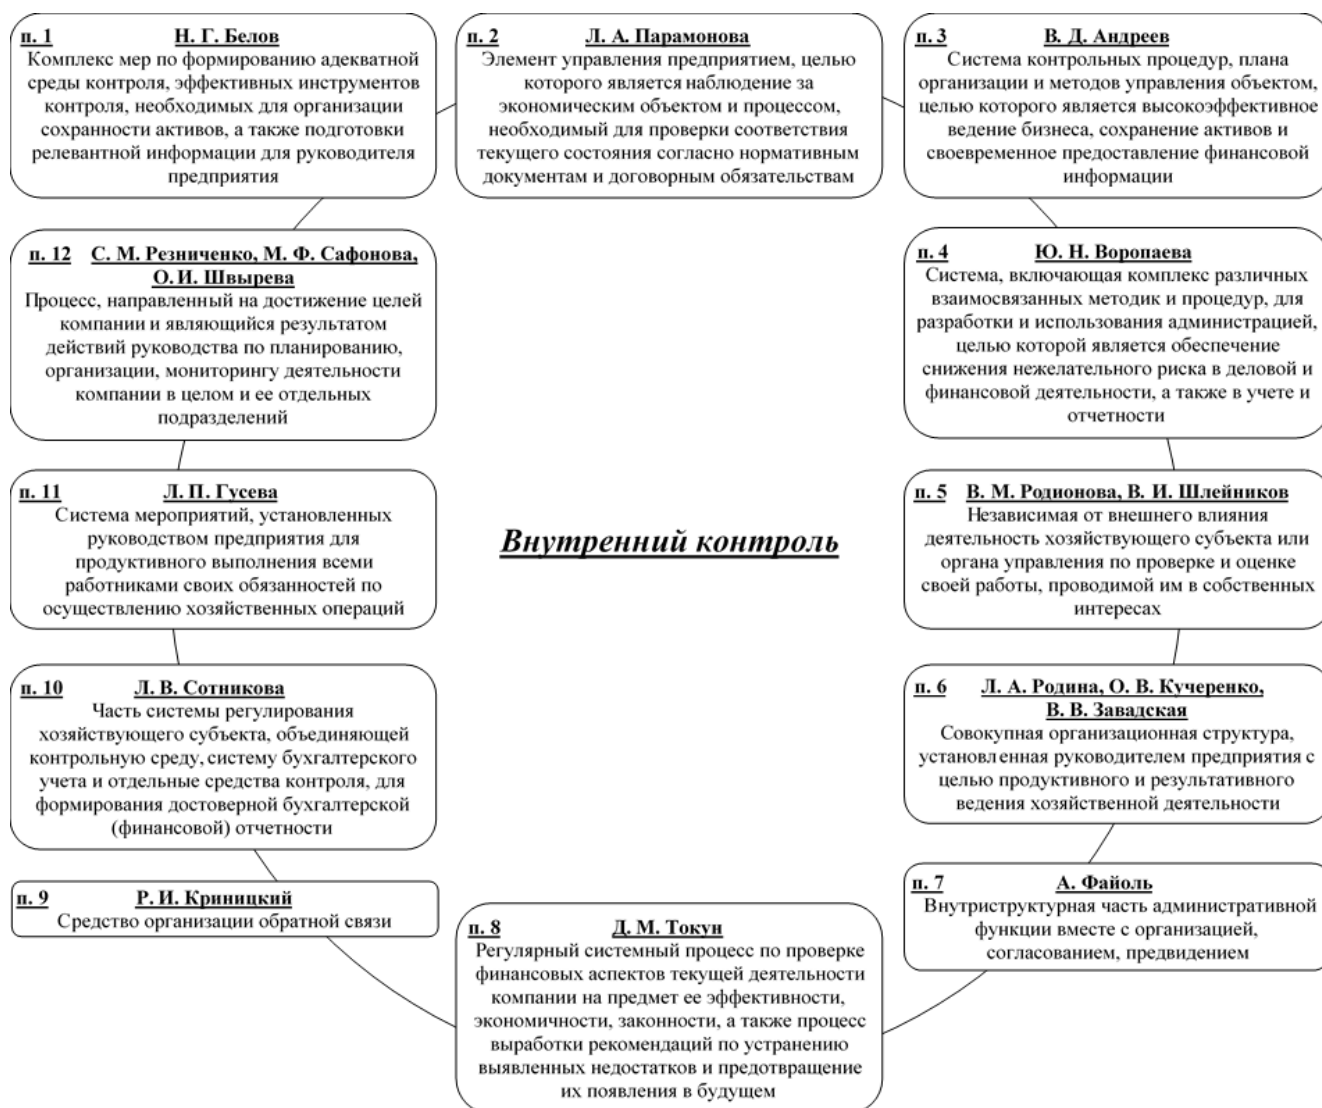 п. 1 Н. Г. Белов
Комплекс мер по формированию адекватной
среды контроля, эффективных инструментов
контроля, необходимых для организации
сохранности активов, а также подготовки
релевантной информации для руководителя
предприятия
п. 2 Л. А. Парамонова
Элемент управления предприятием, целью
которого является наблюдение за
экономическим объектом и процессом,
необходимый для проверки соответствия
текущего состояния согласно нормативным
документам и договорным обязательствам
п. 3 В. Д. Андреев
Система контрольных процедур, плана
организации и методов управления объектом,
целью которого является высокоэффективное
ведение бизнеса, сохранение активов и
своевременное предоставление финансовой
информации
п. 4 Ю. Н. Воропаева
Система, включающая комплекс различных
взаимосвязанных методик и процедур, для
разработки и использования администрацией,
целью которой является обеспечение
снижения нежелательного риска в деловой и
финансовой деятельности, а также в учете и
отчетности
п. 5 В. М. Родионова, В. И. Шлейников
Независимая от внешнего влияния
деятельность хозяйствующего субъекта или
органа управления по проверке и оценке
своей работы, проводимой им в собственных
интересах
п. 6 Л. А. Родина, О. В. Кучеренко,
В. В. Завадская
Совокупная организационная структура,
установленная руководителем предприятия с
целью продуктивного и результативного
ведения хозяйственной деятельности
п. 7 А. Файоль
Внутриструктурная часть административной
функции вместе с организацией,
согласованием, предвидением
п. 8 Д. М. Токун
Регулярный системный процесс по проверке
финансовых аспектов текущей деятельности
компании на предмет ее эффективности,
экономичности, законности, а также процесс
выработки рекомендаций по устранению
выявленных недостатков и предотвращение
их появления в будущем
п. 9 Р. И. Криницкий
Средство организации обратной связи
п. 10 Л. В. Сотникова
Часть системы регулирования
хозяйствующего субъекта, объединяющей
контрольную среду, систему бухгалтерского
учета и отдельные средства контроля, для
формирования достоверной бухгалтерской
(финансовой) отчетности
п. 11 Л. П. Гусева
Система мероприятий, установленных
руководством предприятия для
продуктивного выполнения всеми
работниками своих обязанностей по
осуществлению хозяйственных операций
п. 12 С. М. Резниченко, М. Ф. Сафонова,
О. И. Швырева
Процесс, направленный на достижение целей
компании и являющийся результатом
действий руководства по планированию,
организации, мониторингу деятельности
компании в целом и ее отдельных
подразделений
Внутренний контроль